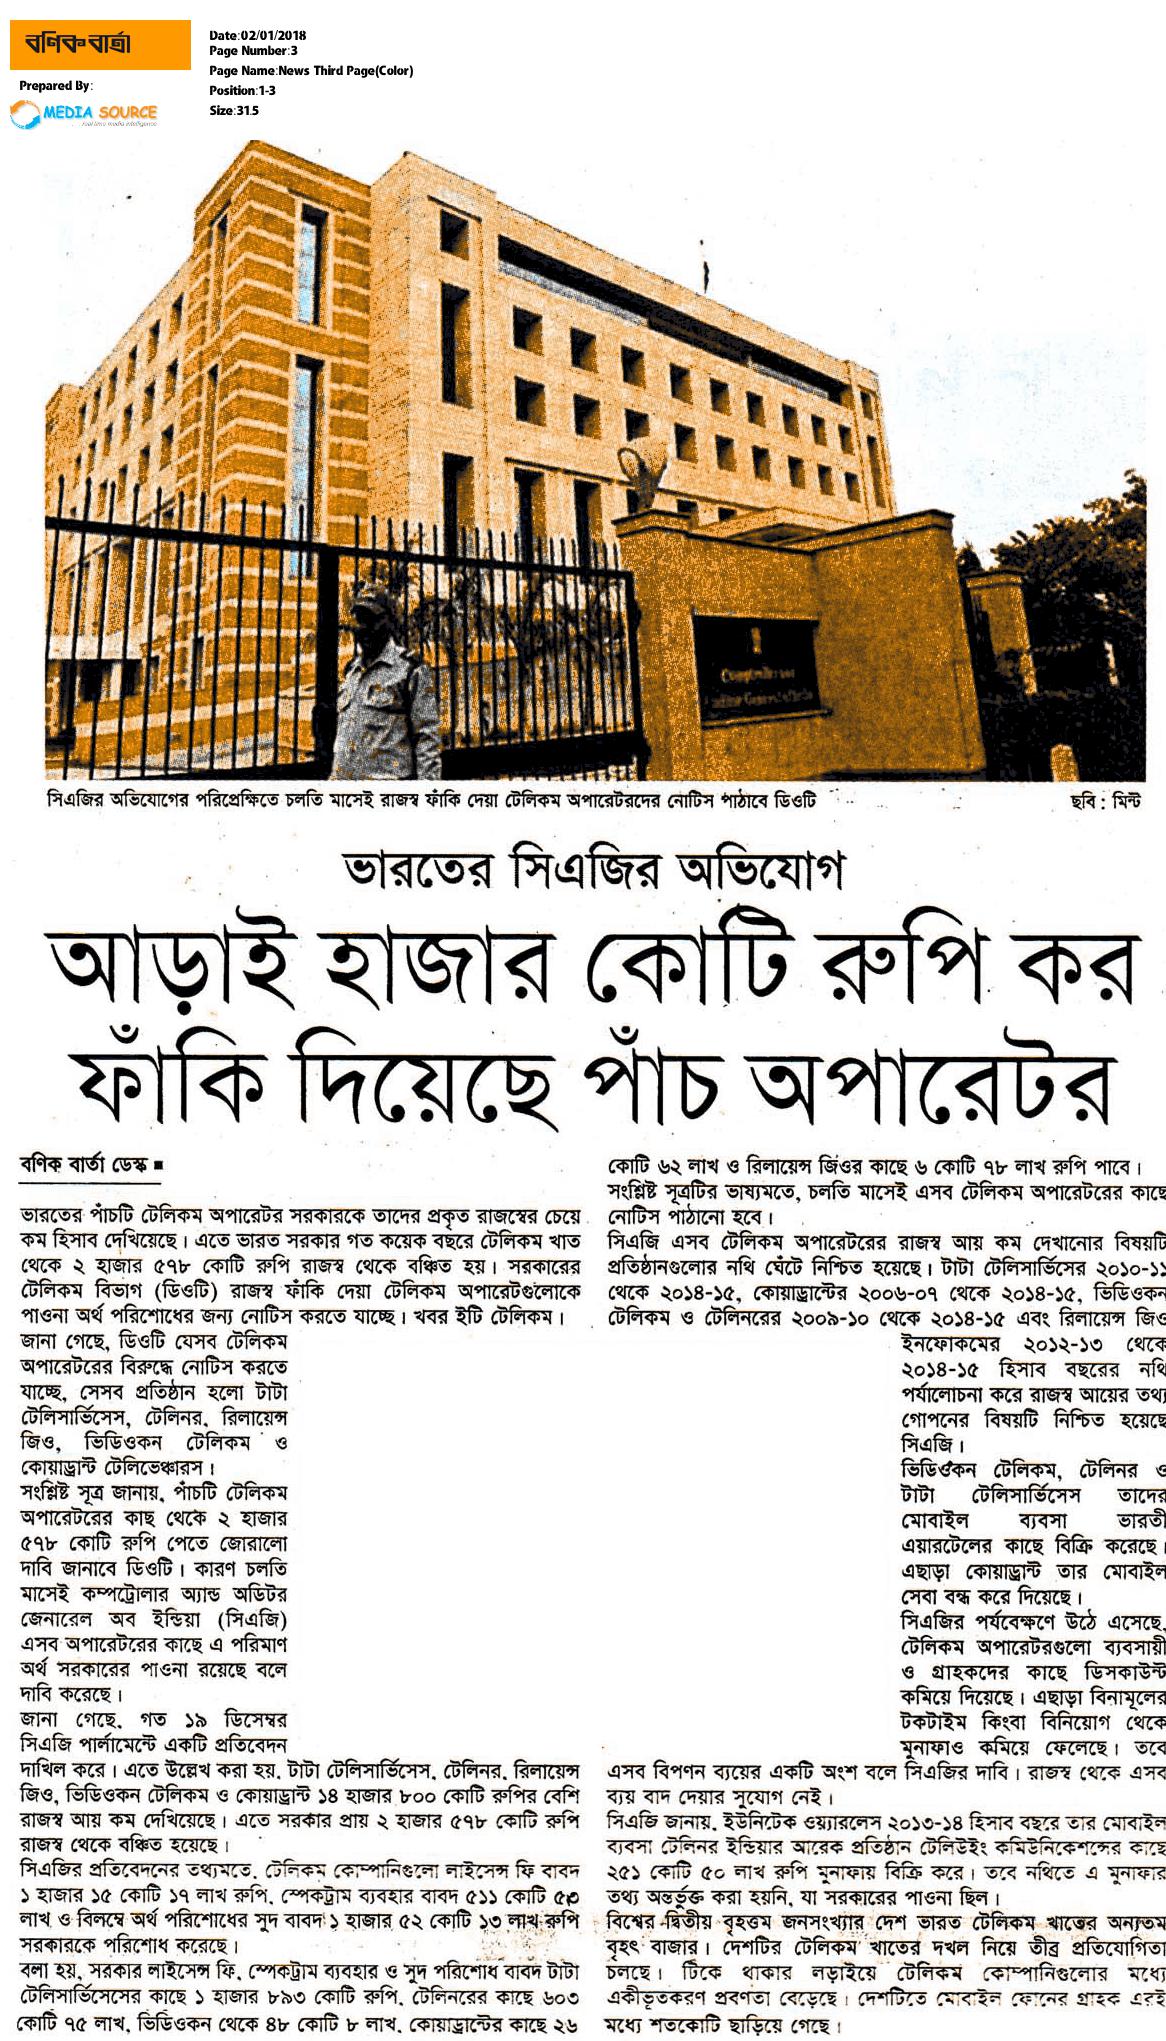 বণিক বার্তা
Date:02/01/2018
Page Number:3
Page Name:News Third Page(Color)
Position:1-3
Size:315
Prepared By:
MEDIA SOURCE
real time media intelligence
Comptroller and
Auditor General of India
সিএজির অভিযোগের পরিপ্রেক্ষিতে চলতি মাসেই রাজস্ব ফাঁকি দেয়া টেলিকম অপারেটরদের নোটিস পাঠাবে ডিওটি
ছবি : মিন্ট
ভারতের সিএজির অভিযোগ
আড়াই হাজার কোটি রুপি কর
ফাঁকি দিয়েছে পাঁচ অপারেটর
বণিক বার্তা ডেস্ক ■
ভারতের পাঁচটি টেলিকম অপারেটর সরকারকে তাদের প্রকৃত রাজস্বের চেয়ে
কম হিসাব দেখিয়েছে। এতে ভারত সরকার গত কয়েক বছরে টেলিকম খাত
থেকে ২ হাজার ৫৭৮ কোটি রুপি রাজস্ব থেকে বঞ্চিত হয়। সরকারের
টেলিকম বিভাগ (ডিওটি) রাজস্ব ফাঁকি দেয়া টেলিকম অপারেটগুলোকে
পাওনা অর্থ পরিশোধের জন্য নোটিস করতে যাচ্ছে। খবর ইটি টেলিকম।
জানা গেছে, ডিওটি যেসব টেলিকম
অপারেটরের বিরুদ্ধে নোটিস করতে
যাচ্ছে, সেসব প্রতিষ্ঠান হলো টাটা
টেলিসার্ভিসেস, টেলিনর, রিলায়েন্স
জিও, ভিডিওকন টেলিকম ও
কোয়াড্রান্ট টেলিভেঞ্চারস।
সংশ্লিষ্ট সূত্র জানায়, পাঁচটি টেলিকম
অপারেটরের কাছ থেকে ২ হাজার
৫৭৮ কোটি রুপি পেতে জোরালো
দাবি জানাবে ডিওটি। কারণ চলতি
মাসেই কম্পট্রোলার অ্যান্ড অডিটর
জেনারেল অব ইন্ডিয়া (সিএজি)
এসব অপারেটরের কাছে এ পরিমাণ
অর্থ সরকারের পাওনা রয়েছে বলে
দাবি করেছে।
জানা গেছে, গত ১৯ ডিসেম্বর
সিএজি পার্লামেন্টে একটি প্রতিবেদন
দাখিল করে। এতে উল্লেখ করা হয়, টাটা টেলিসার্ভিসেস, টেলিনর, রিলায়েন্স
জিও, ভিডিওকন টেলিকম ও কোয়াড্রান্ট ১৪ হাজার ৮০০ কোটি রুপির বেশি
রাজস্ব আয় কম দেখিয়েছে। এতে সরকার প্রায় ২ হাজার ৫৭৮ কোটি রুপি
রাজস্ব থেকে বঞ্চিত হয়েছে।
সিএজির প্রতিবেদনের তথ্যমতে, টেলিকম কোম্পানিগুলো লাইসেন্স ফি বাবদ
১ হাজার ১৫ কোটি ১৭ লাখ রুপি, স্পেকট্রাম ব্যবহার বাবদ ৫১১ কোটি ৫৩
লাখ ও বিলম্বে অর্থ পরিশোধের সুদ বাবদ ১ হাজার ৫২ কোটি ১৩ লাখ রুপি
সরকারকে পরিশোধ করেছে।
বলা হয়, সরকার লাইসেন্স ফি, স্পেকট্রাম ব্যবহার ও সুদ পরিশোধ বাবদ টাটা
টেলিসার্ভিসেসের কাছে ১ হাজার ৮৯৩ কোটি রুপি, টেলিনরের কাছে ৬০৩
কোটি ৭৫ লাখ, ভিডিওকন থেকে ৪৮ কোটি ৮ লাখ, কোয়াড্রান্টের কাছে ২৬
কোটি ৬২ লাখ ও রিলায়েন্স জিওর কাছে ৬ কোটি ৭৮ লাখ রুপি পাবে।
সংশ্লিষ্ট সূত্রটির ভাষ্যমতে, চলতি মাসেই এসব টেলিকম অপারেটরের কাছে
নোটিস পাঠানো হবে।
সিএজি এসব টেলিকম অপারেটরের রাজস্ব আয় কম দেখানোর বিষয়টি
প্রতিষ্ঠানগুলোর নথি ঘেঁটে নিশ্চিত হয়েছে। টাটা টেলিসার্ভিসের ২০১০-১১
থেকে ২০১৪-১৫, কোয়াড্রান্টের ২০০৬-০৭ থেকে ২০১৪-১৫, ভিডিওকন
টেলিকম ও টেলিনরের ২০০৯-১০ থেকে ২০১৪-১৫ এবং রিলায়েন্স জিও
ইনফোকমের ২০১২-১৩ থেকে
২০১৪-১৫ হিসাব বছরের নথি
পর্যালোচনা করে রাজস্ব আয়ের তথ্য
গোপনের বিষয়টি নিশ্চিত হয়েছে
সিএজি।
ভিডিওকন টেলিকম, টেলিনর ও
টাটা টেলিসার্ভিসেস তাদের
মোবাইল ব্যবসা ভারতী
এয়ারটেলের কাছে বিক্রি করেছে।
এছাড়া কোয়াড্রান্ট তার মোবাইল
সেবা বন্ধ করে দিয়েছে।
সিএজির পর্যবেক্ষণে উঠে এসেছে,
টেলিকম অপারেটরগুলো ব্যবসায়ী
ও গ্রাহকদের কাছে ডিসকাউন্ট
কমিয়ে দিয়েছে। এছাড়া বিনামূলের
টকটাইম কিংবা বিনিয়োগ থেকে
মুনাফাও কমিয়ে ফেলেছে। তবে
এসব বিপণন ব্যয়ের একটি অংশ বলে সিএজির দাবি। রাজস্ব থেকে এসব
ব্যয় বাদ দেয়ার সুযোগ নেই।
সিএজি জানায়, ইউনিটেক ওয়্যারলেস ২০১৩-১৪ হিসাব বছরে তার মোবাইল
ব্যবসা টেলিনর ইন্ডিয়ার আরেক প্রতিষ্ঠান টেলিউইং কমিউনিকেশন্সের কাছে
২৫১ কোটি ৫০ লাখ রুপি মুনাফায় বিক্রি করে। তবে নথিতে এ মুনাফার
তথ্য অন্তর্ভুক্ত করা হয়নি, যা সরকারের পাওনা ছিল।
বিশ্বের দ্বিতীয় বৃহত্তম জনসংখ্যার দেশ ভারত টেলিকম খাতের অন্যতম
বৃহৎ বাজার। দেশটির টেলিকম খাতের দখল নিয়ে তীব্র প্রতিযোগিতা
চলছে। টিকে থাকার লড়াইয়ে টেলিকম কোম্পানিগুলোর মধ্যে
একীভূতকরণ প্রবণতা বেড়েছে। দেশটিতে মোবাইল ফোনের গ্রাহক এরই
মধ্যে শতকোটি ছাড়িয়ে গেছে।